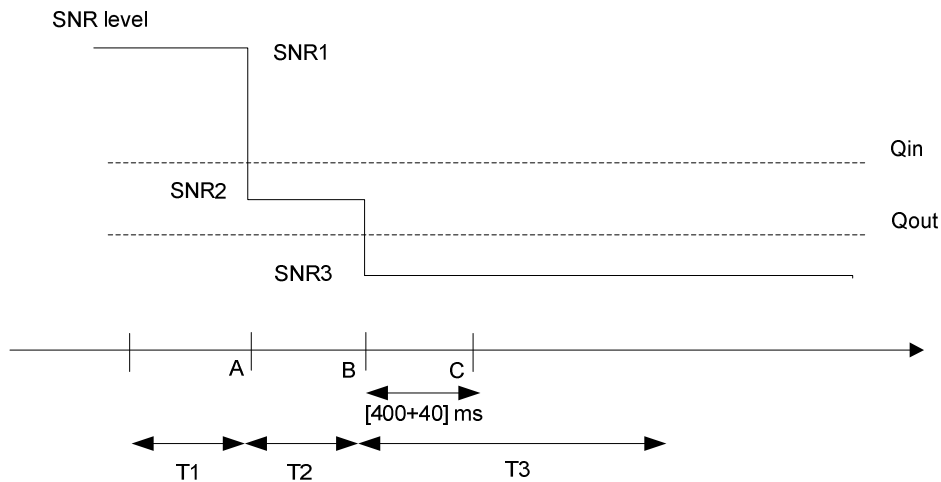 SNR level
SNR1
Qin
SNR2
Qout
SNR3
A
B
C
[400+40] ms
T1
T2
T3